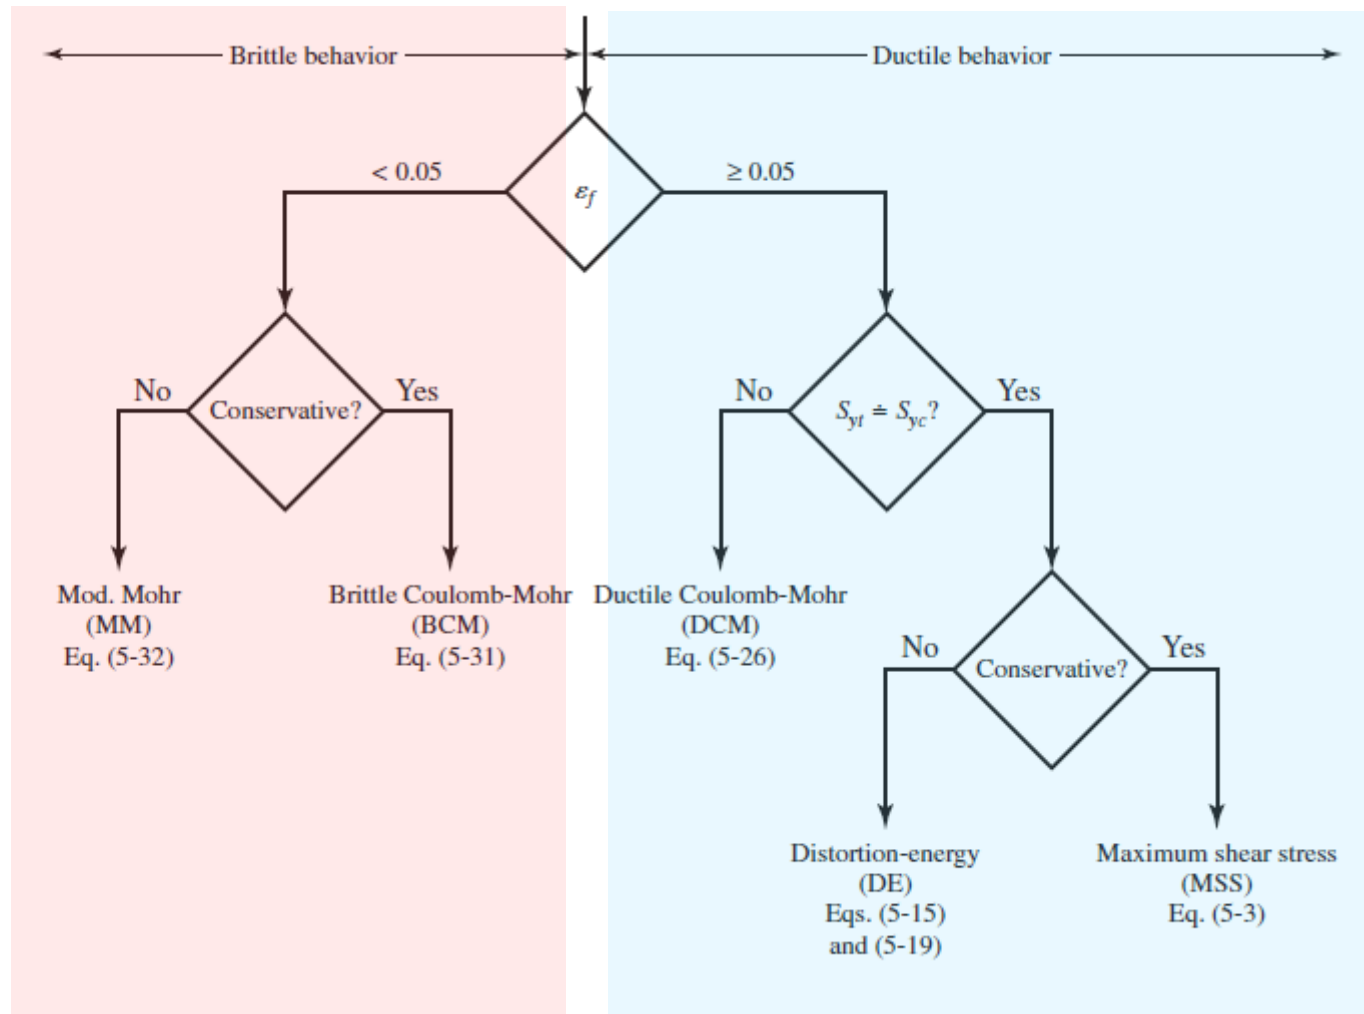 Brittle behavior
Ductile behavior
< 0.05
≥ 0.05
εf
No
Conservative?
Yes
No
Syt ≐ Syc?
Yes
Mod. Mohr
(MM)
Eq. (5-32)
Brittle Coulomb-Mohr
(BCM)
Eq. (5-31)
Ductile Coulomb-Mohr
(DCM)
Eq. (5-26)
No
Conservative?
Yes
Distortion-energy
(DE)
Eqs. (5-15)
and (5-19)
Maximum shear stress
(MSS)
Eq. (5-3)